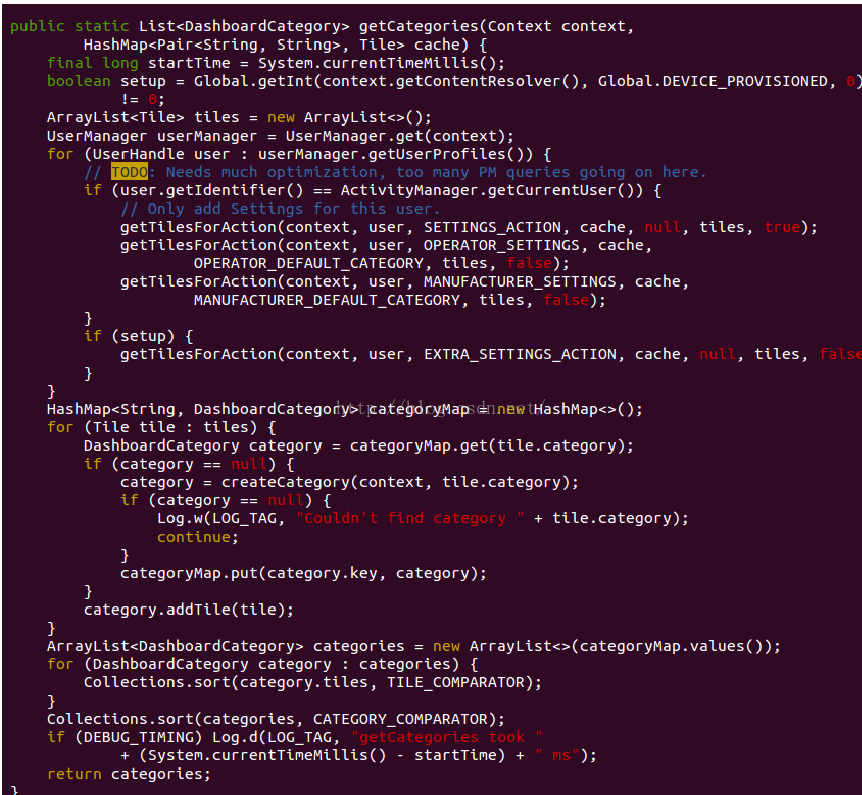 public static List<DashboardCategory> getCategories(Context context,
        HashMap<Pair<String, String>, Tile> cache) {
    final long startTime = System.currentTimeMillis();
    boolean setup = Global.getInt(context.getContentResolver(), Global.DEVICE_PROVISIONED, 0)
            != 0;
    ArrayList<Tile> tiles = new ArrayList<>();
    UserManager userManager = UserManager.get(context);
    for (UserHandle user : userManager.getUserProfiles()) {
        // TODO: Needs much optimization, too many PM queries going on here.
        if (user.getIdentifier() == ActivityManager.getCurrentUser()) {
            // Only add Settings for this user.
            getTilesForAction(context, user, SETTINGS_ACTION, cache, null, tiles, true);
            getTilesForAction(context, user, OPERATOR_SETTINGS, cache,
                    OPERATOR_DEFAULT_CATEGORY, tiles, false);
            getTilesForAction(context, user, MANUFACTURER_SETTINGS, cache,
                    MANUFACTURER_DEFAULT_CATEGORY, tiles, false);
        }
        if (setup) {
            getTilesForAction(context, user, EXTRA_SETTINGS_ACTION, cache, null, tiles, false
        }
    }
    HashMap<String, DashboardCategory> categoryMap = new HashMap<>();
http://blog.csdn.net/
    for (Tile tile : tiles) {
        DashboardCategory category = categoryMap.get(tile.category);
        if (category == null) {
            category = createCategory(context, tile.category);
            if (category == null) {
                Log.w(LOG_TAG, "Couldn't find category " + tile.category);
                continue;
            }
            categoryMap.put(category.key, category);
        }
        category.addTile(tile);
    }
    ArrayList<DashboardCategory> categories = new ArrayList<>(categoryMap.values());
    for (DashboardCategory category : categories) {
        Collections.sort(category.tiles, TILE_COMPARATOR);
    }
    Collections.sort(categories, CATEGORY_COMPARATOR);
    if (DEBUG_TIMING) Log.d(LOG_TAG, "getCategories took "
            + (System.currentTimeMillis() - startTime) + " ms");
    return categories;
}